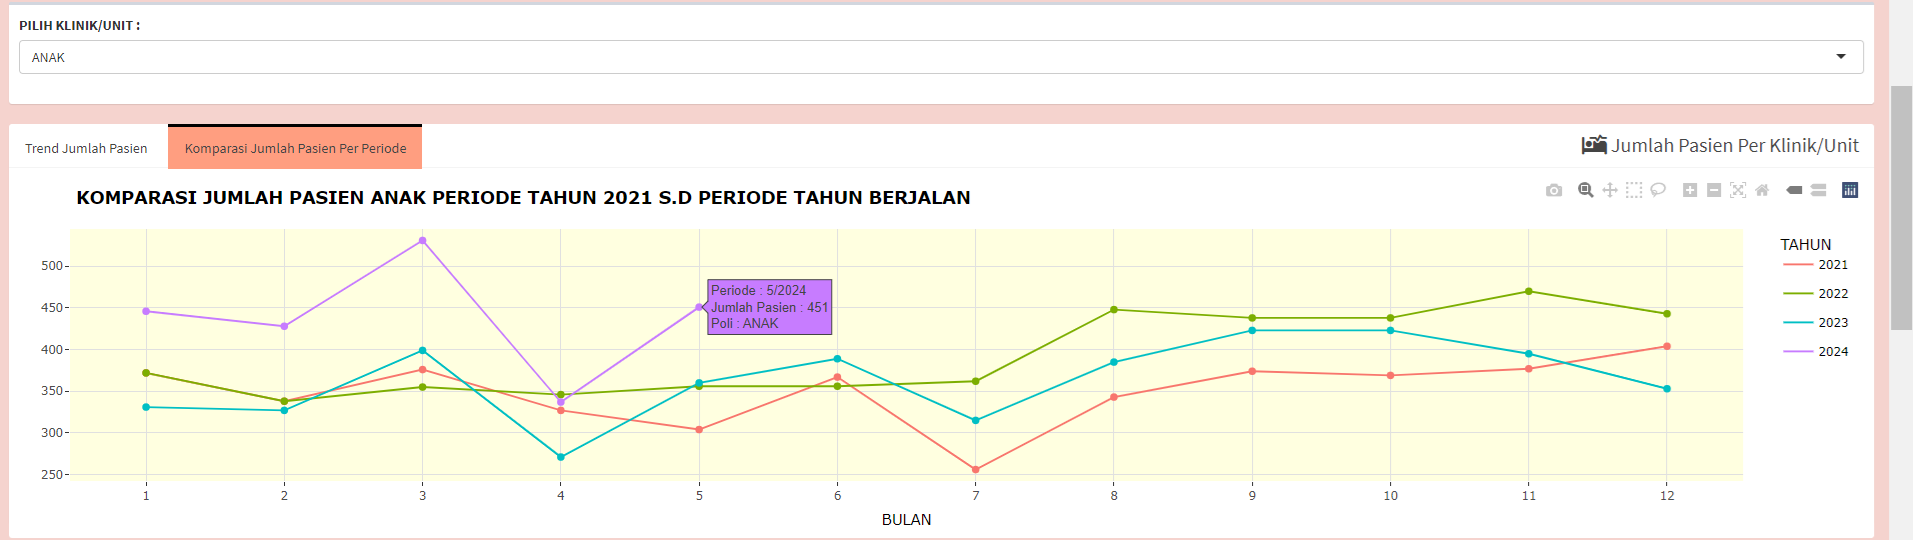 PILIH KLINIK/UNIT :
ANAK
Trend Jumlah Pasien
Komparasi Jumlah Pasien Per Periode
Jumlah Pasien Per Klinik/Unit
KOMPARASI JUMLAH PASIEN ANAK PERIODE TAHUN 2021 S.D PERIODE TAHUN BERJALAN
500
450
400
350
300
250
Periode : 5/2024
Jumlah Pasien : 451
Poli : ANAK
TAHUN
2021
2022
2023
2024
1 2 3 4 5 6 7 8 9 10 11 12
BULAN